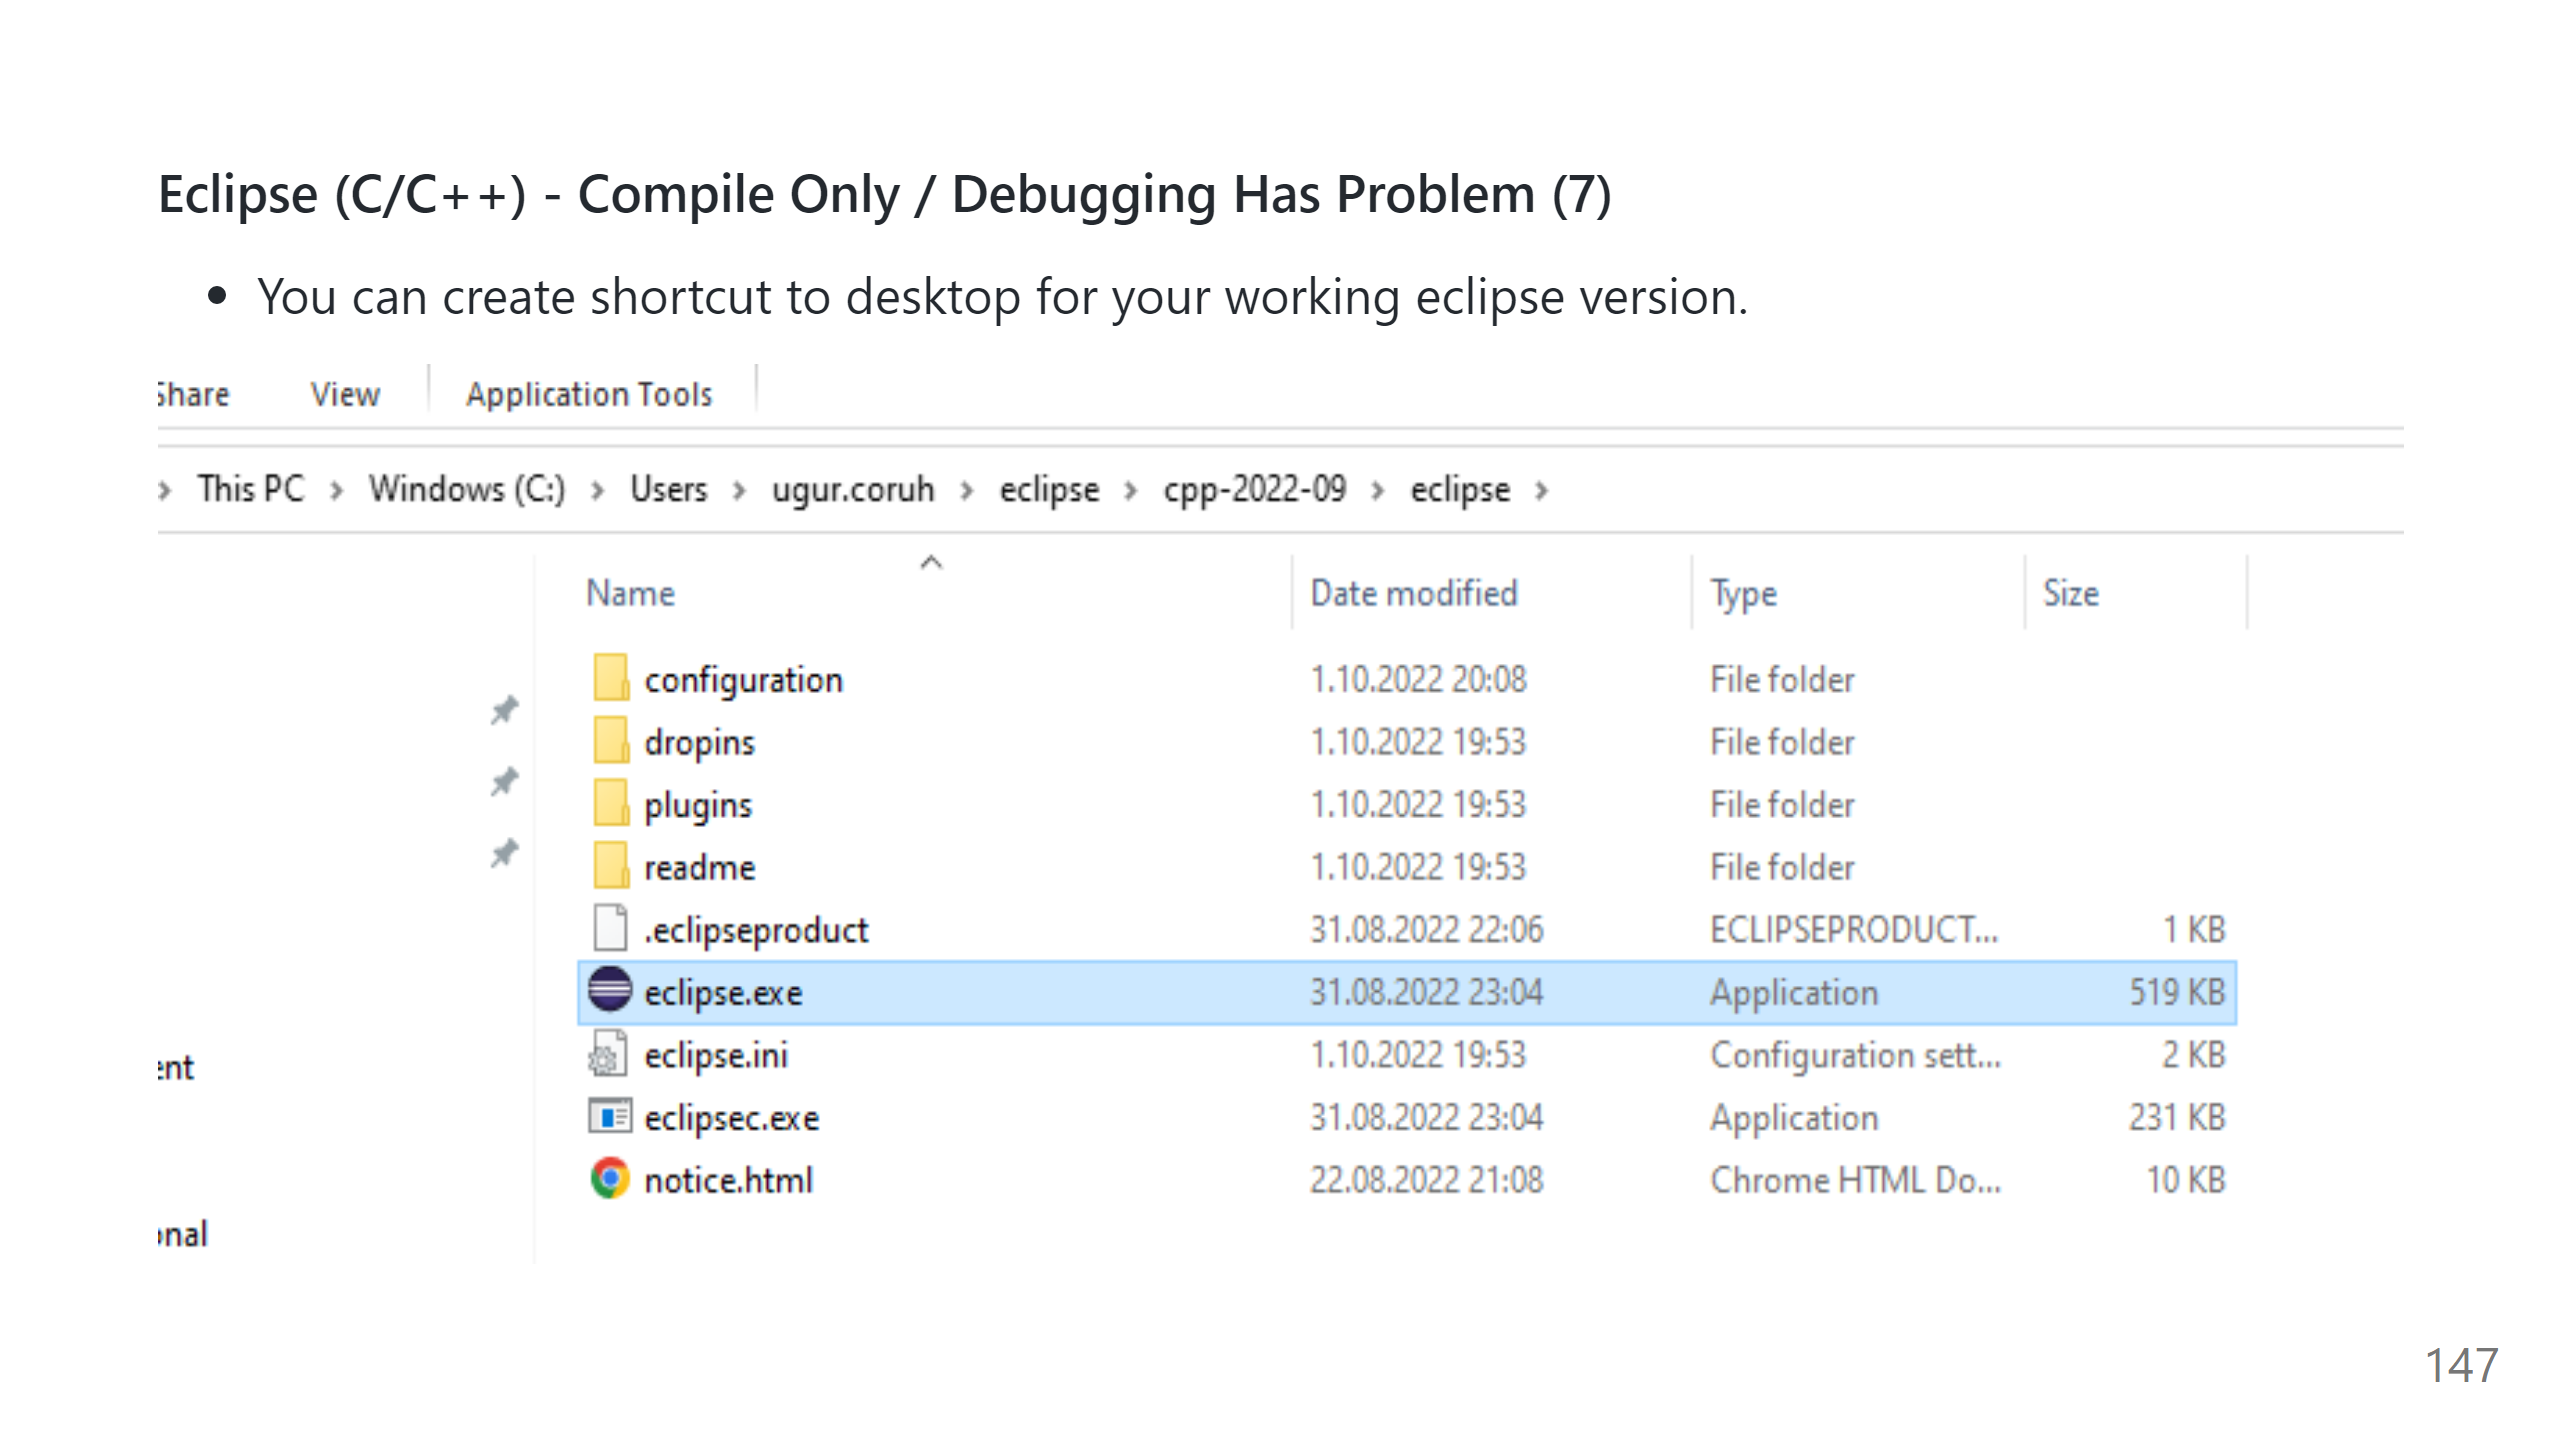 Eclipse (C/C++) - Compile Only / Debugging Has Problem (7)
• You can create shortcut to desktop for your working eclipse version.
Share View Application Tools
› This PC › Windows (C:) › Users › ugur.coruh › eclipse › cpp-2022-09 › eclipse ›
Name Date modified Type Size
configuration 1.10.2022 20:08 File folder
dropins 1.10.2022 19:53 File folder
plugins 1.10.2022 19:53 File folder
readme 1.10.2022 19:53 File folder
.eclipseproduct 31.08.2022 22:06 ECLIPSEPRODUCT... 1 KB
eclipse.exe 31.08.2022 23:04 Application 519 KB
eclipse.ini 1.10.2022 19:53 Configuration sett... 2 KB
ent
eclipsec.exe 31.08.2022 23:04 Application 231 KB
notice.html 22.08.2022 21:08 Chrome HTML Do... 10 KB
onal
147